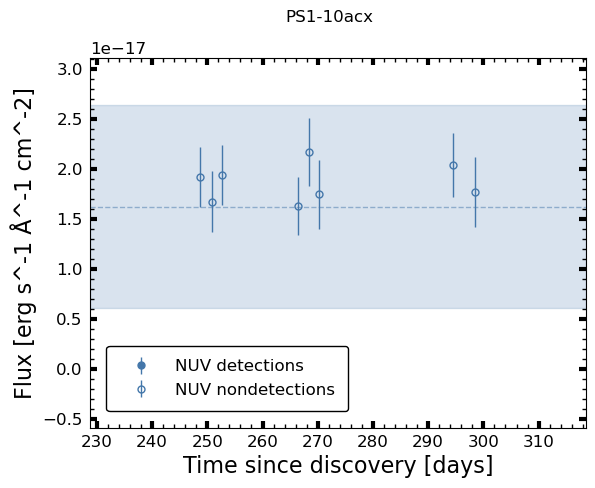 PS1-10acx
1e−17
3.0
2.5
2.0
1.5
1.0
0.5
0.0
−0.5
Flux [erg s^-1 Å^-1 cm^-2]
NUV detections
NUV nondetections
230 240 250 260 270 280 290 300 310
Time since discovery [days]